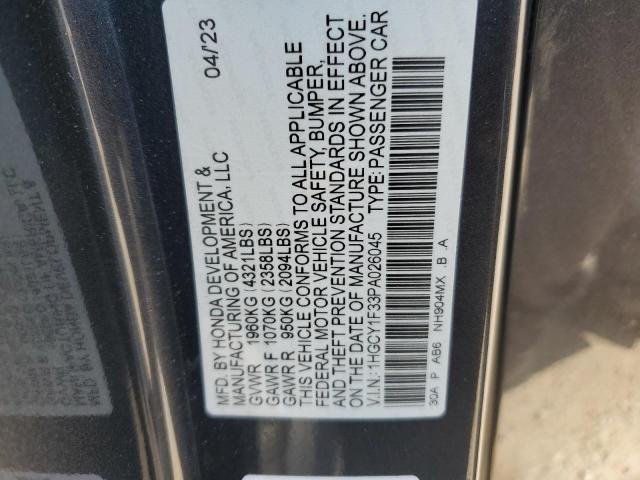 MFD. BY HONDA DEVELOPMENT & 04/23
MANUFACTURING OF AMERICA, LLC
GVWR 1960KG (4321LBS)
GAWR F 1070KG (2358LBS)
GAWR R 950KG (2094LBS)
THIS VEHICLE CONFORMS TO ALL APPLICABLE
FEDERAL MOTOR VEHICLE SAFETY, BUMPER,
AND THEFT PREVENTION STANDARDS IN EFFECT
ON THE DATE OF MANUFACTURE SHOWN ABOVE.
V.I.N.: 1HGCY1F33PA026045 TYPE: PASSENGER CAR
30A P AB6 NH904MX .B .A